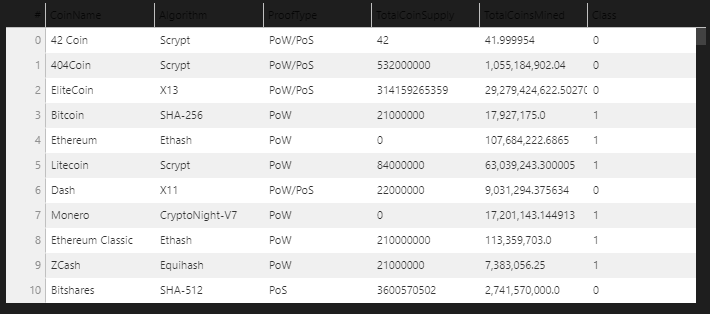 # CoinName Algorithm ProofType TotalCoinSupply TotalCoinsMined Class
0 42 Coin Scrypt PoW/PoS 42 41.999954 0
1 404Coin Scrypt PoW/PoS 532000000 1,055,184,902.04 0
2 EliteCoin X13 PoW/PoS 314159265359 29,279,424,622.5027 0
3 Bitcoin SHA-256 PoW 21000000 17,927,175.0 1
4 Ethereum Ethash PoW 0 107,684,222.6865 1
5 Litecoin Scrypt PoW 84000000 63,039,243.300005 1
6 Dash X11 PoW/PoS 22000000 9,031,294.375634 0
7 Monero CryptoNight-V7 PoW 0 17,201,143.144913 1
8 Ethereum Classic Ethash PoW 210000000 113,359,703.0 1
9 ZCash Equihash PoW 21000000 7,383,056.25 1
10 Bitshares SHA-512 PoS 3600570502 2,741,570,000.0 0